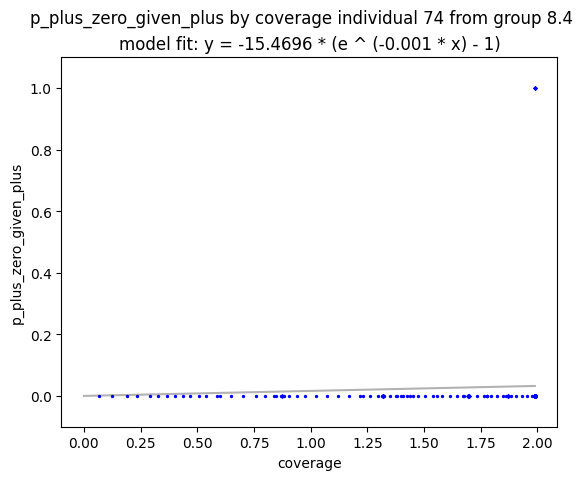 p_plus_zero_given_plus by coverage individual 74 from group 8.4
model fit: y = -15.4696 * (e ^ (-0.001 * x) - 1)
p_plus_zero_given_plus
1.0
0.8
0.6
0.4
0.2
0.0
0.00 0.25 0.50 0.75 1.00 1.25 1.50 1.75 2.00
coverage